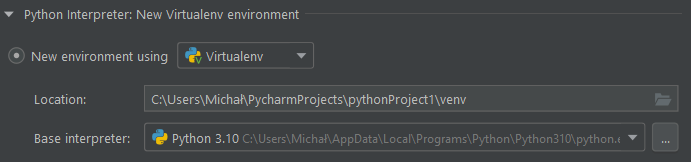 Python Interpreter: New Virtualenv environment
New environment using Virtualenv
Location: C:\Users\Michał\PycharmProjects\pythonProject1\venv
Base interpreter: Python 3.10 C:\Users\Michał\AppData\Local\Programs\Python\Python310\python.e ...